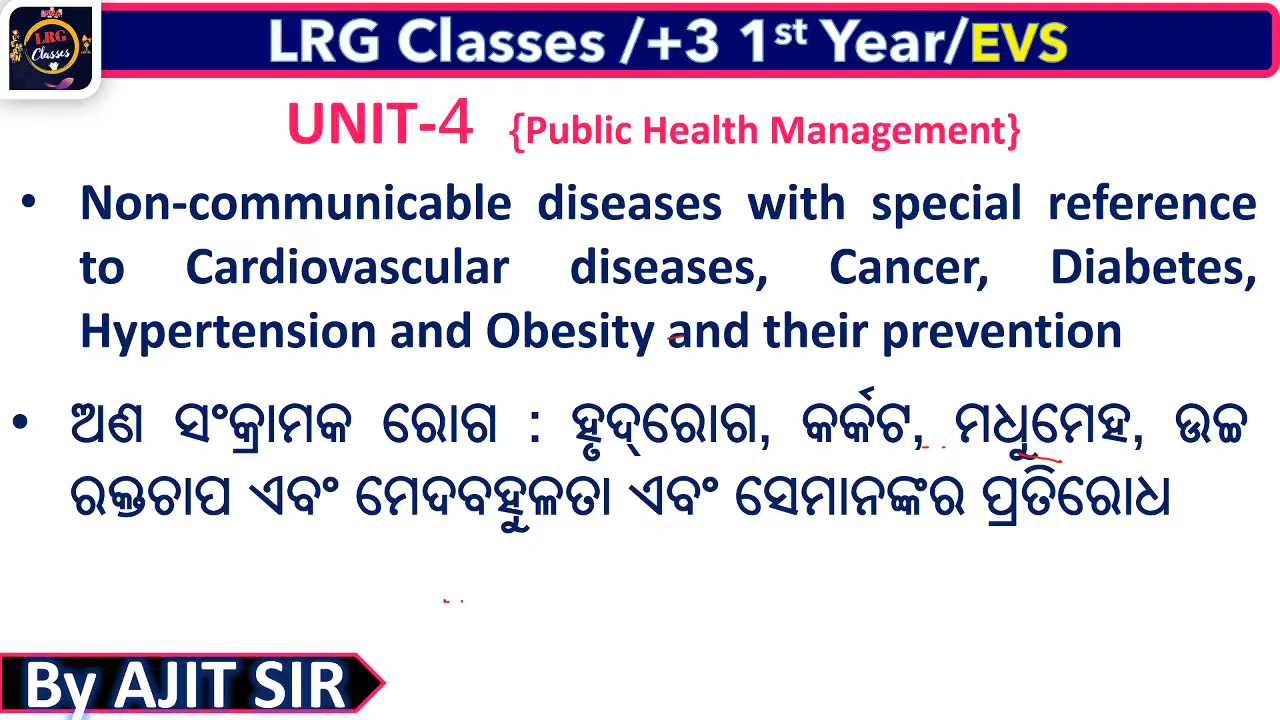 LRG Classes
LRG Classes /+3 1st Year/EVS
UNIT-4 {Public Health Management}
• Non-communicable diseases with special reference
to Cardiovascular diseases, Cancer, Diabetes,
Hypertension and Obesity and their prevention
• ଅଣ ସଂକ୍ରାମକ ରୋଗ : ହୃଦ୍‌ରୋଗ, କର୍କଟ, ମଧୁମେହ, ଉଚ୍ଚ
ରକ୍ତଚାପ ଏବଂ ମେଦବହୁଳତା ଏବଂ ସେମାନଙ୍କର ପ୍ରତିରୋଧ
By AJIT SIR